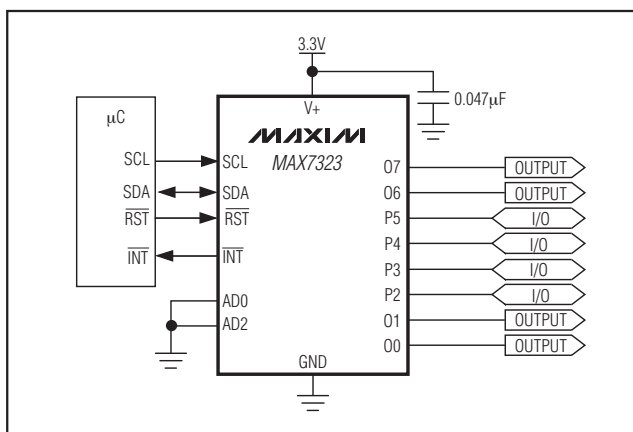 3.3V
V+
0.047μF
μC
MAXIM
MAX7323
SCL
SCL
O7
OUTPUT
SDA
SDA
O6
OUTPUT
RST
RST
P5
I/O
INT
INT
P4
I/O
P3
I/O
AD0
P2
I/O
AD2
O1
OUTPUT
O0
OUTPUT
GND